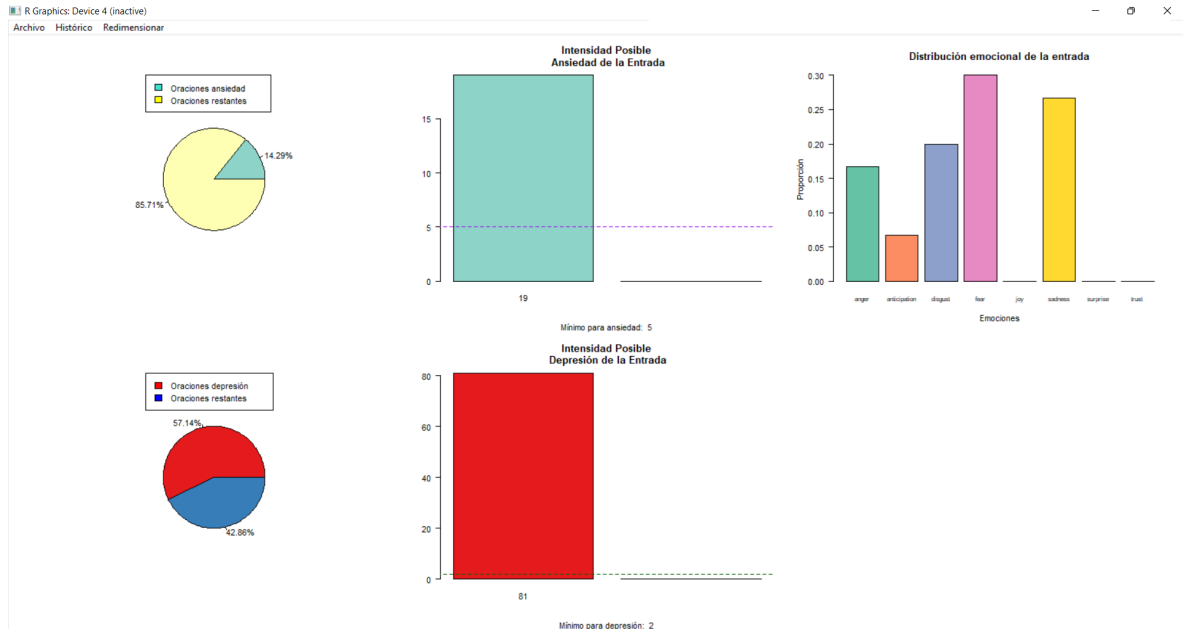 R Graphics: Device 4 (inactive)
Archivo Histórico Redimensionar
Oraciones ansiedad
Oraciones restantes
14.29%
85.71%
Intensidad Posible
Ansiedad de la Entrada
15
10
5
0
19
Mínimo para ansiedad: 5
Distribución emocional de la entrada
Proporción
0.30
0.25
0.20
0.15
0.10
0.05
0.00
anger anticipation disgust fear joy sadness surprise trust
Emociones
Oraciones depresión
Oraciones restantes
57.14%
42.86%
Intensidad Posible
Depresión de la Entrada
80
60
40
20
0
81
Mínimo para depresión: 2